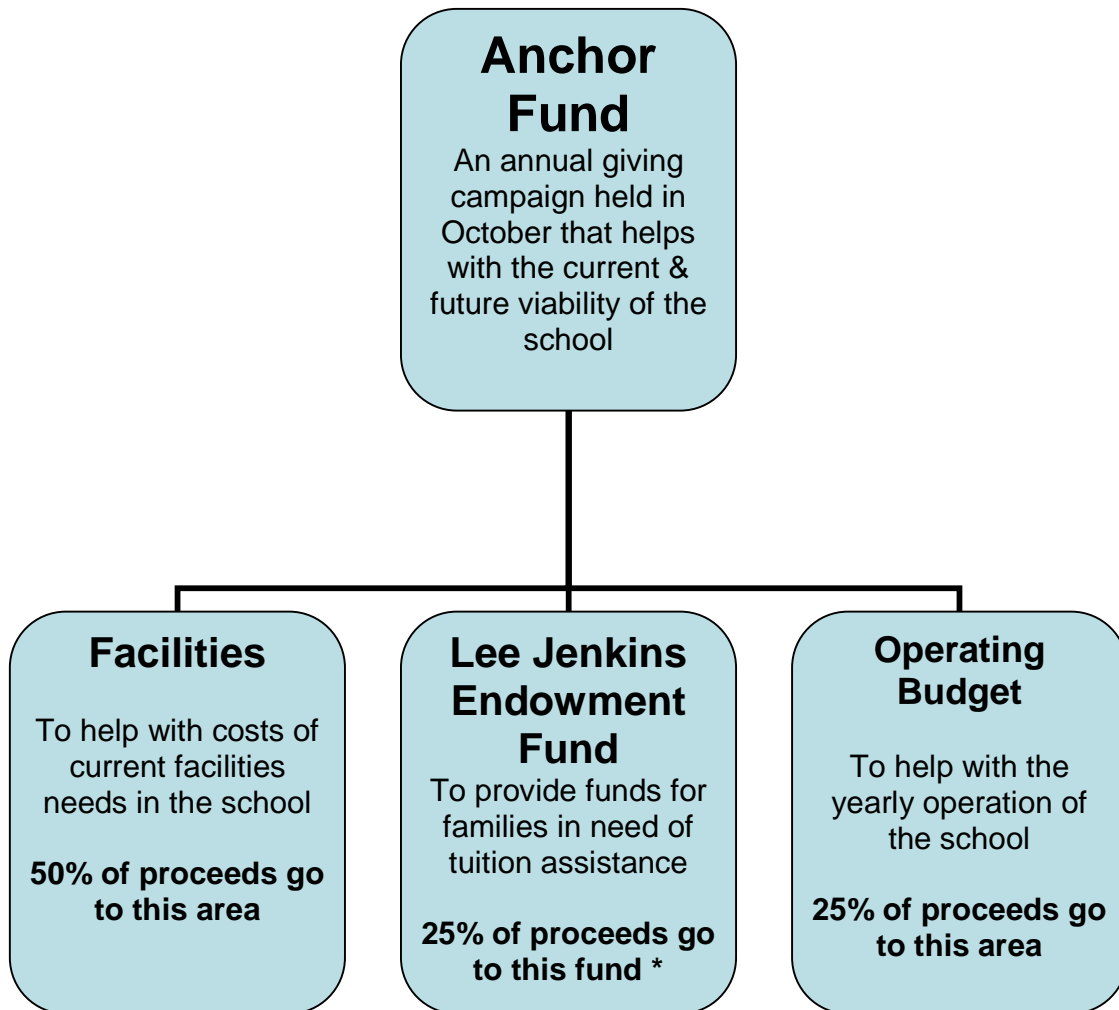 Anchor
Fund
An annual giving
campaign held in
October that helps
with the current &
future viability of the
school
Facilities
To help with costs of
current facilities
needs in the school
50% of proceeds go
to this area
Lee Jenkins
Endowment
Fund
To provide funds for
families in need of
tuition assistance
25% of proceeds go
to this fund *
Operating
Budget
To help with the
yearly operation of
the school
25% of proceeds go
to this area